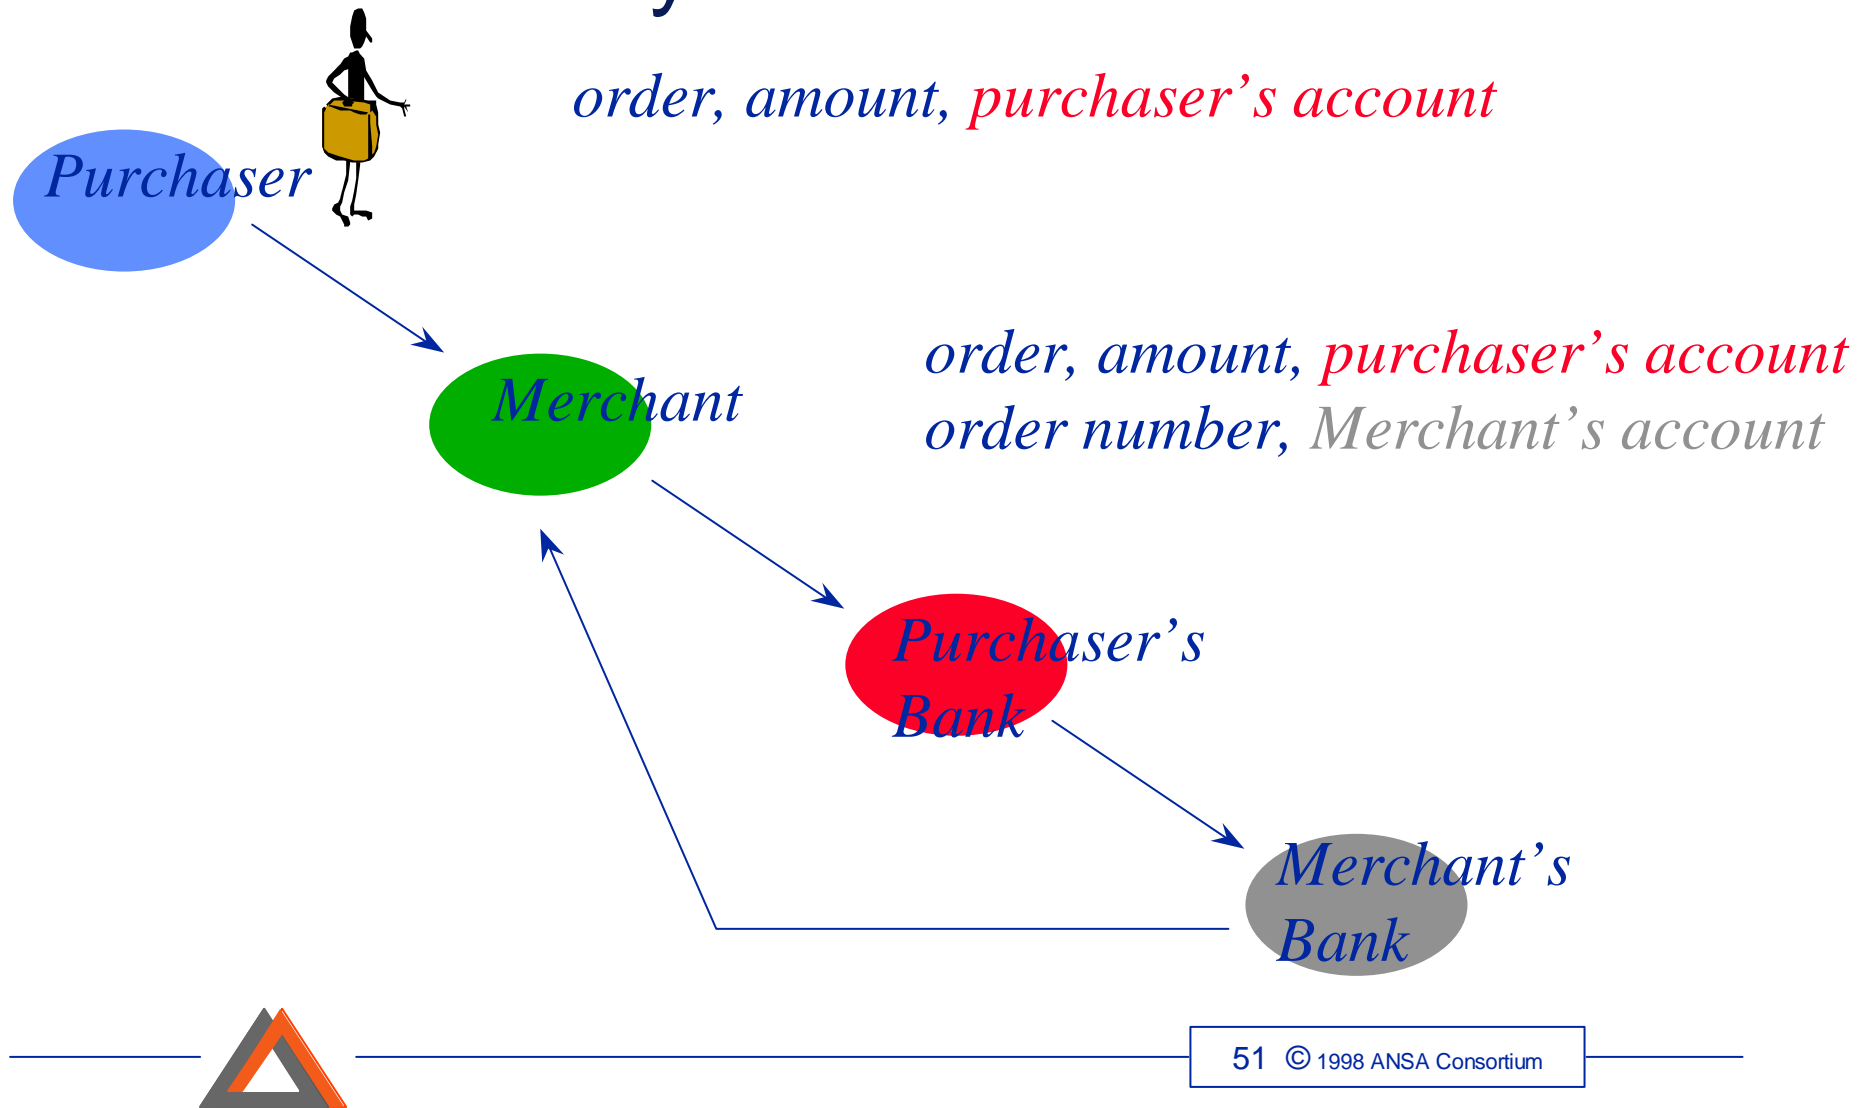 order, amount, purchaser’s account
Purchaser
order, amount, purchaser’s account
order number, Merchant’s account
Merchant
Purchaser’s
Bank
Merchant’s
Bank
51 © 1998 ANSA Consortium